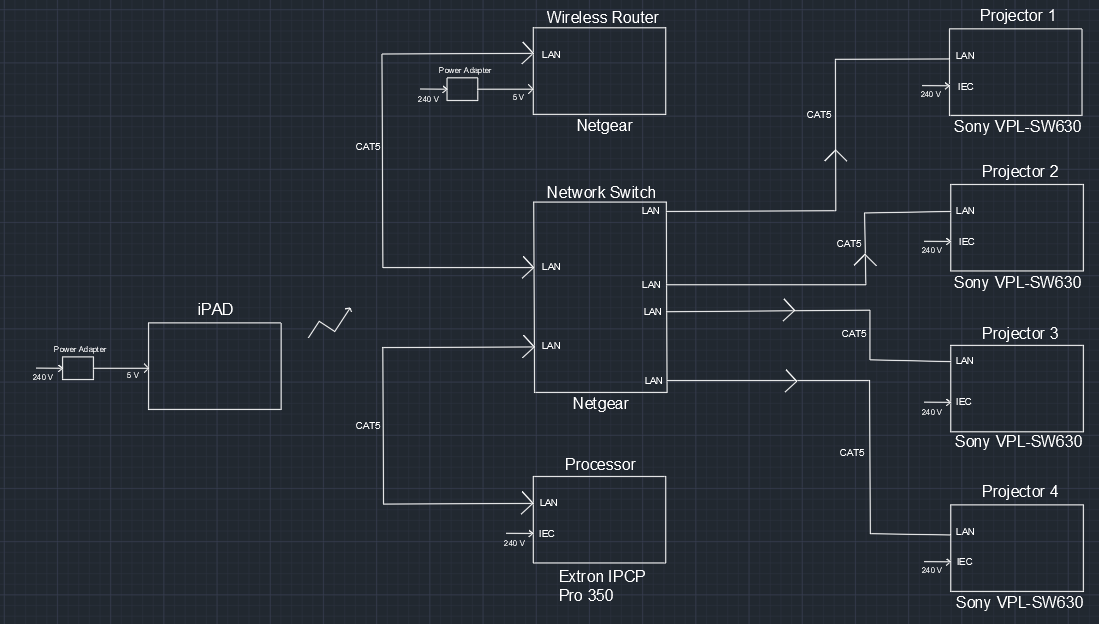 Wireless Router
LAN
Power Adapter
240 V
5 V
Netgear
CAT5
Network Switch
LAN
LAN
LAN
LAN
LAN
LAN
Netgear
iPAD
Power Adapter
240 V
5 V
CAT5
Processor
LAN
IEC
240 V
Extron IPCP
Pro 350
CAT5
Projector 1
LAN
IEC
240 V
Sony VPL-SW630
CAT5
Projector 2
LAN
IEC
240 V
Sony VPL-SW630
CAT5
Projector 3
LAN
IEC
240 V
Sony VPL-SW630
CAT5
Projector 4
LAN
IEC
240 V
Sony VPL-SW630